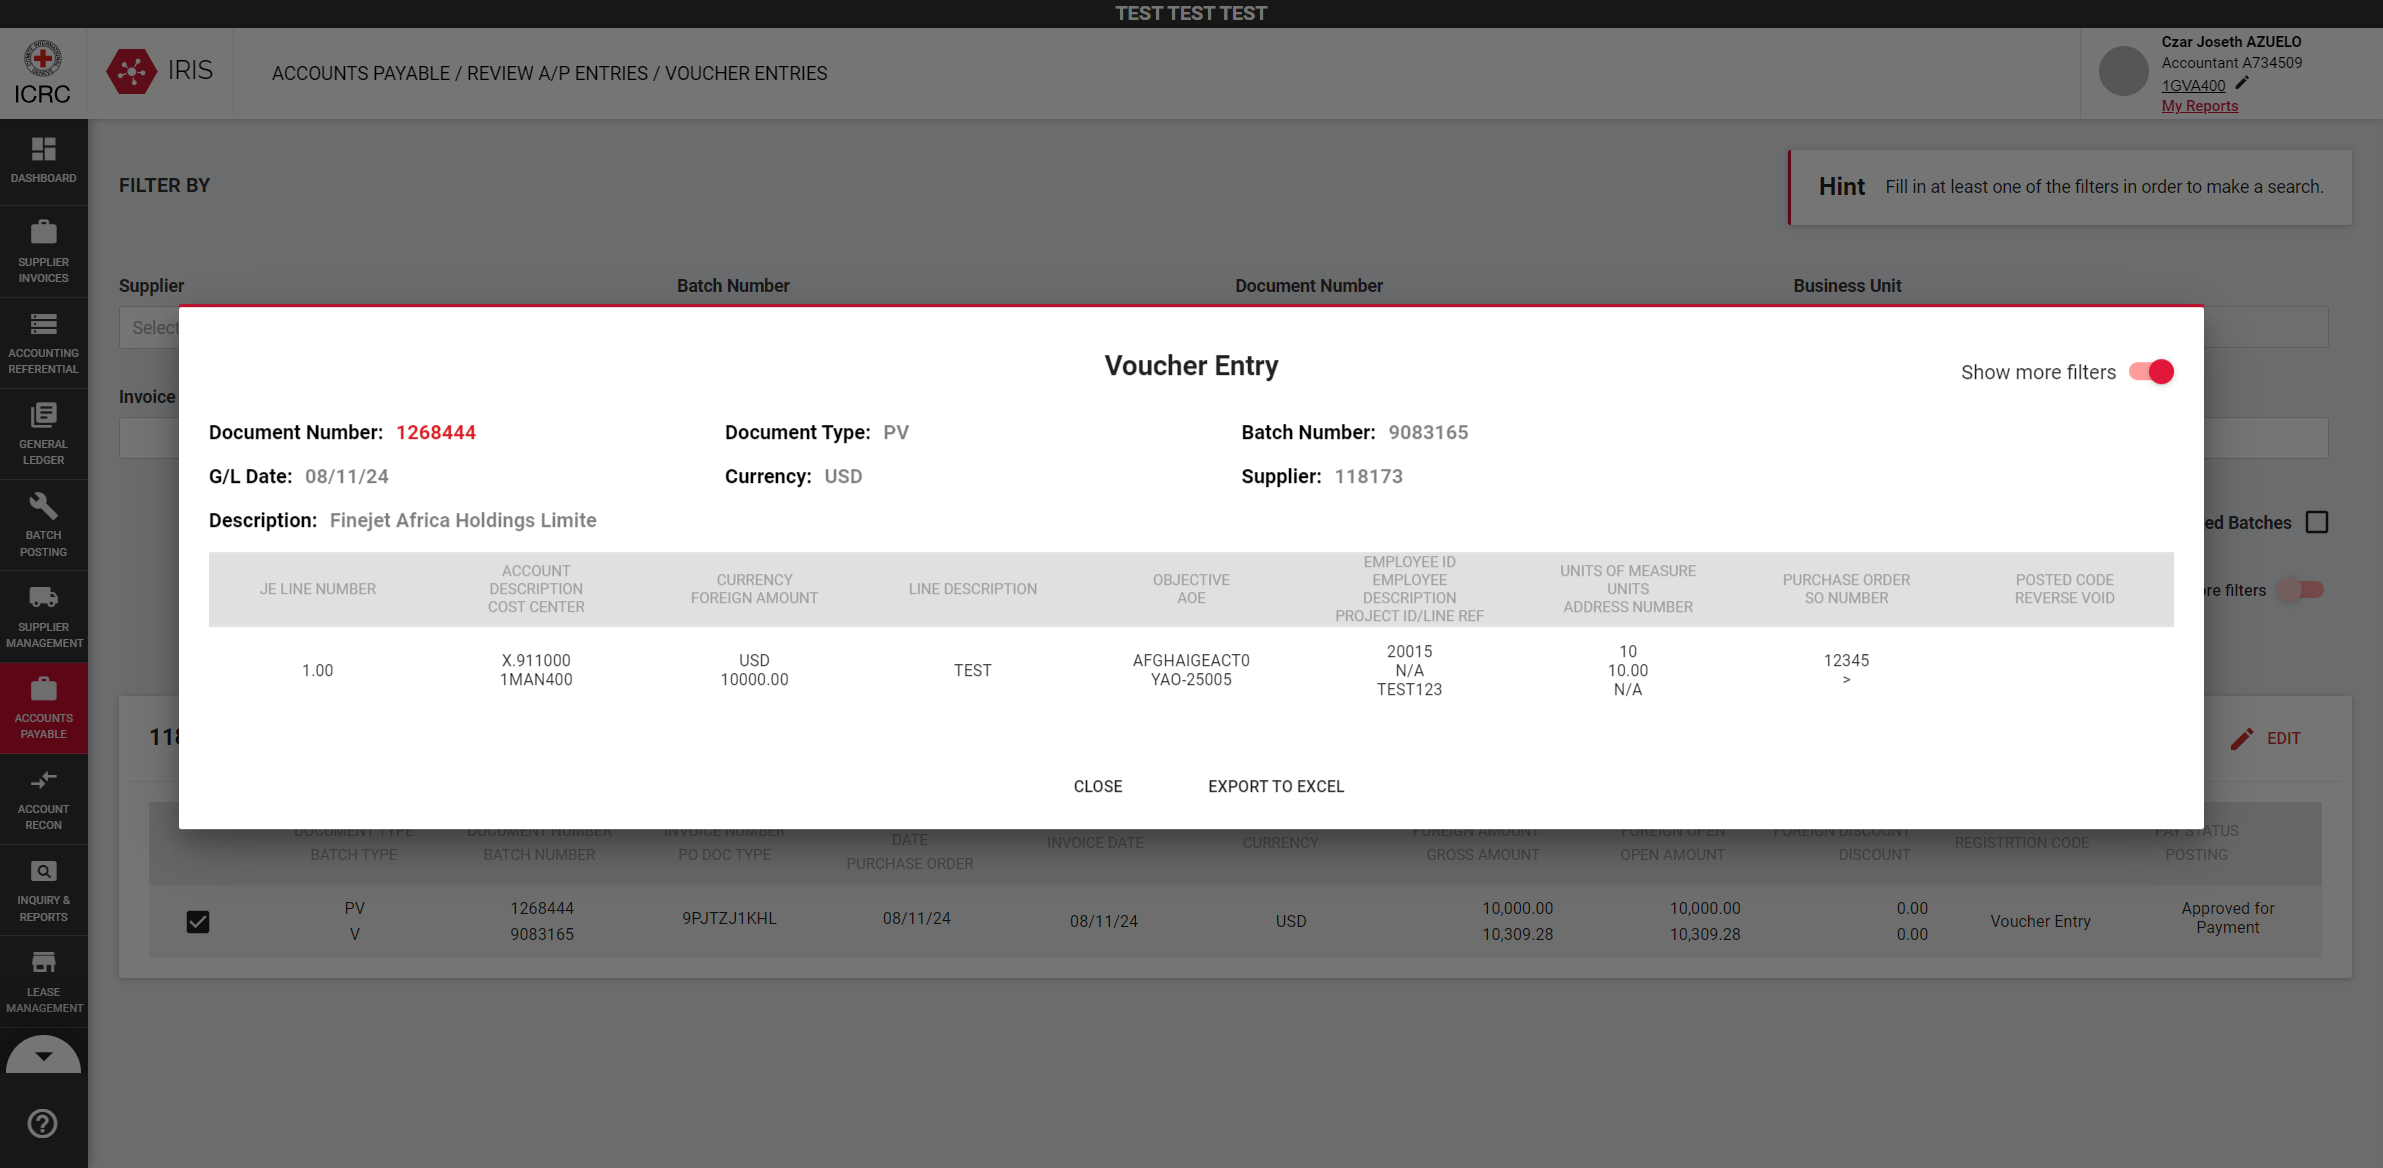 TEST TEST TEST
ICRC
IRIS
ACCOUNTS PAYABLE / REVIEW A/P ENTRIES / VOUCHER ENTRIES
Czar Joseth AZUELO
Accountant A734509
1GVA400
My Reports
DASHBOARD
SUPPLIER
INVOICES
ACCOUNTING
REFERENTIAL
GENERAL
LEDGER
BATCH
POSTING
SUPPLIER
MANAGEMENT
ACCOUNTS
PAYABLE
ACCOUNT
RECON
INQUIRY &
REPORTS
LEASE
MANAGEMENT
FILTER BY
Hint Fill in at least one of the filters in order to make a search.
Supplier Batch Number Document Number Business Unit
Select
Invoice
ed Batches
re filters
118
EDIT
Voucher Entry
Show more filters
Document Number: 1268444 Document Type: PV Batch Number: 9083165
G/L Date: 08/11/24 Currency: USD Supplier: 118173
Description: Finejet Africa Holdings Limite
JE LINE NUMBER
ACCOUNT
DESCRIPTION
COST CENTER
CURRENCY
FOREIGN AMOUNT
LINE DESCRIPTION
OBJECTIVE
AOE
EMPLOYEE ID
EMPLOYEE
DESCRIPTION
PROJECT ID/LINE REF
UNITS OF MEASURE
UNITS
ADDRESS NUMBER
PURCHASE ORDER
SO NUMBER
POSTED CODE
REVERSE VOID
1.00
X.911000
1MAN400
USD
10000.00
TEST
AFGHAIGEACT0
YAO-25005
20015
N/A
TEST123
10
10.00
N/A
12345
>
CLOSE EXPORT TO EXCEL
DOCUMENT TYPE
BATCH TYPE
DOCUMENT NUMBER
BATCH NUMBER
INVOICE NUMBER
PO DOC TYPE
DATE
PURCHASE ORDER
INVOICE DATE
CURRENCY
FOREIGN AMOUNT
GROSS AMOUNT
FOREIGN OPEN
OPEN AMOUNT
FOREIGN DISCOUNT
DISCOUNT
REGISTRTION CODE
PAY STATUS
POSTING
PV
V
1268444
9083165
9PJTZJ1KHL
08/11/24
08/11/24
USD
10,000.00
10,309.28
10,000.00
10,309.28
0.00
0.00
Voucher Entry
Approved for
Payment